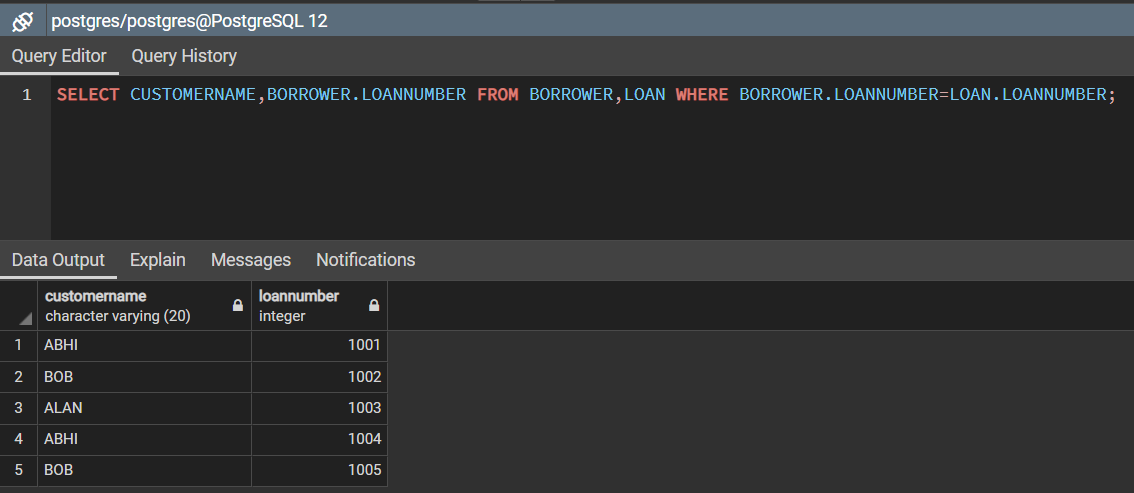 postgres/postgres@PostgreSQL 12
Query Editor Query History
1 SELECT CUSTOMERNAME,BORROWER.LOANNUMBER FROM BORROWER,LOAN WHERE BORROWER.LOANNUMBER=LOAN.LOANNUMBER;
Data Output Explain Messages Notifications
customername loannumber
character varying (20) integer
1 ABHI 1001
2 BOB 1002
3 ALAN 1003
4 ABHI 1004
5 BOB 1005